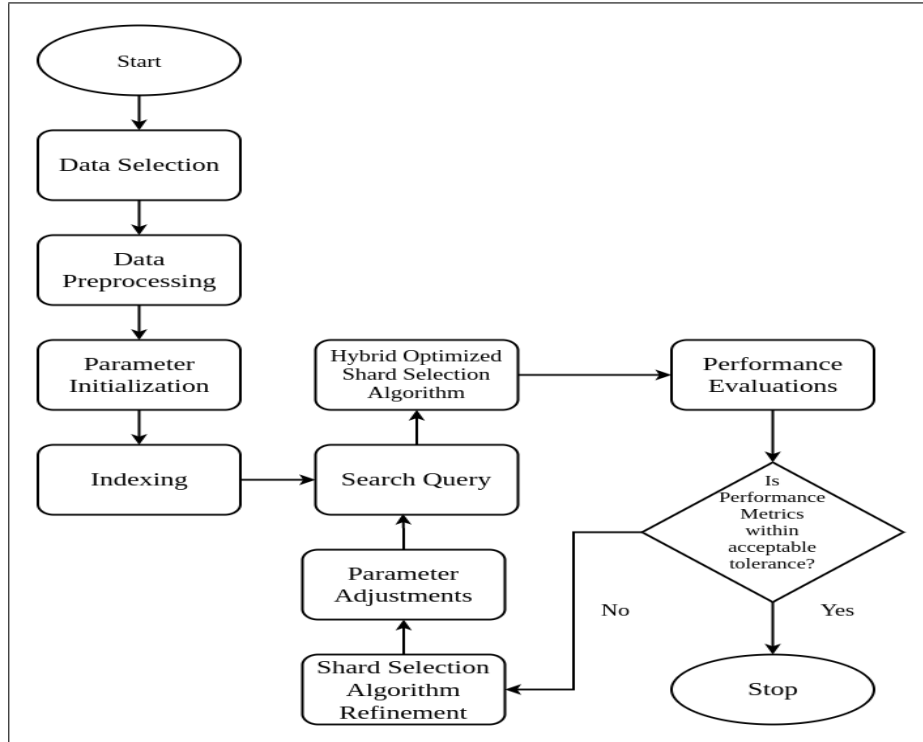 Start
Data Selection
Data
Preprocessing
Parameter
Initialization
Indexing
Search Query
Hybrid Optimized
Shard Selection
Algorithm
Performance
Evaluations
Is
Performance
Metrics
within
acceptable
tolerance?
No
Yes
Parameter
Adjustments
Shard Selection
Algorithm
Refinement
Stop